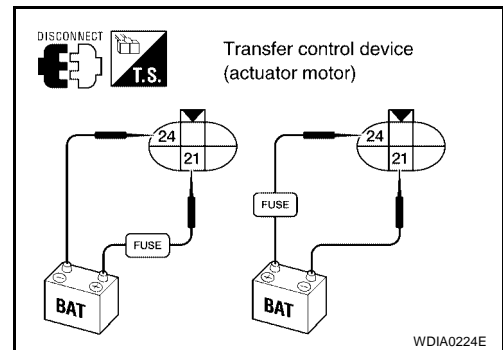 DISCONNECT
T.S.
Transfer control device
(actuator motor)
24
21
FUSE
BAT
24
21
FUSE
BAT
WDIA0224E